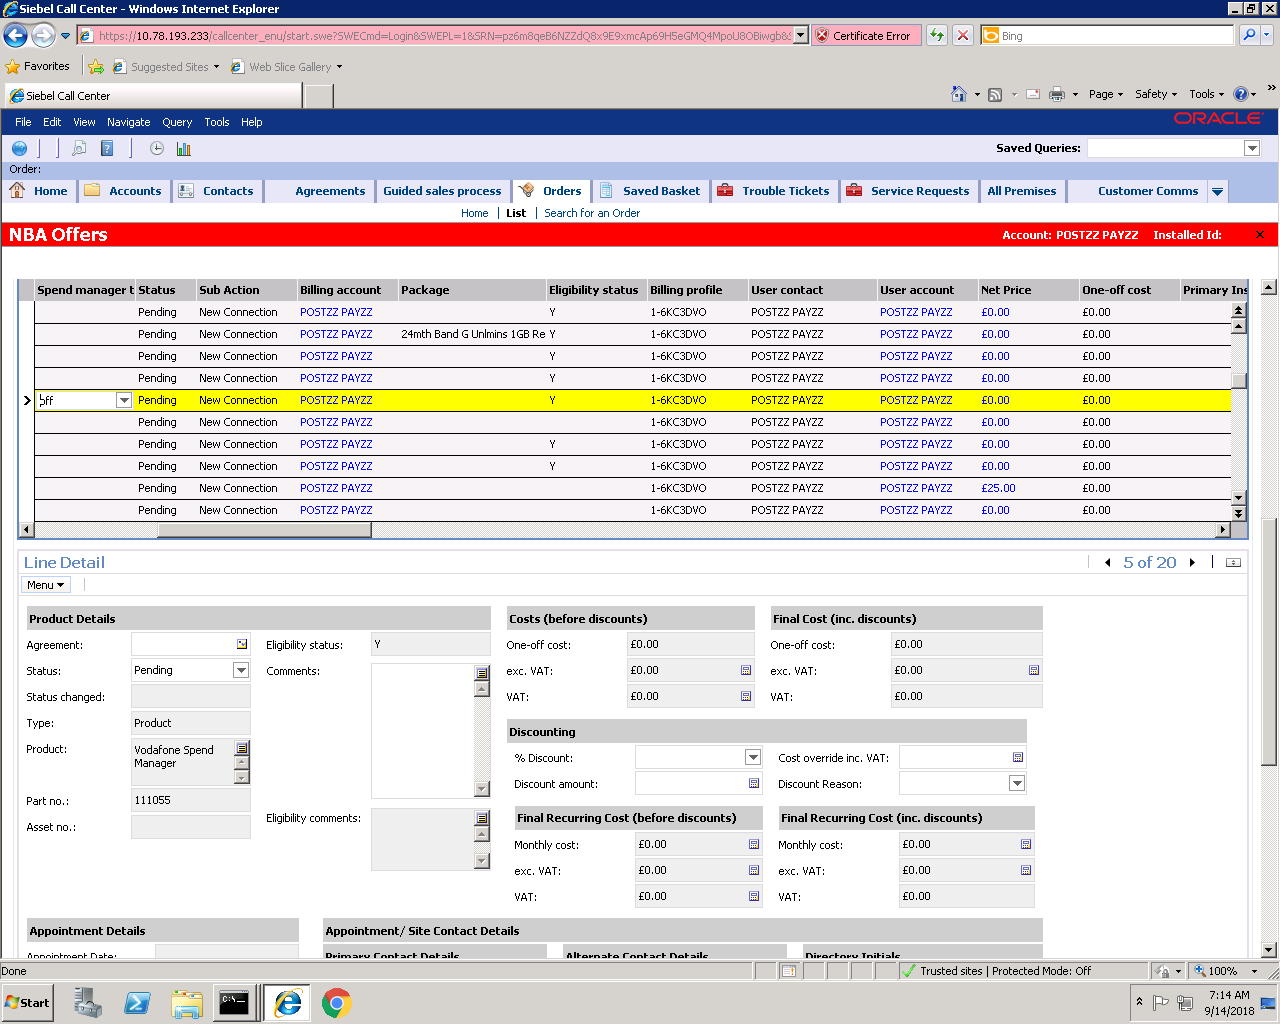 Siebel Call Center - Windows Internet Explorer
https://10.78.193.233/callcenter_enu/start.swe?SWECmd=Login&SWEPL=1&SRN=pz6m8qeB6NZZdQ8x9E9xmcAp69H5eGMQ4MpoU8OBiwgb& Certificate Error Bing
Favorites Suggested Sites Web Slice Gallery
Siebel Call Center Page Safety Tools
File Edit View Navigate Query Tools Help ORACLE
Saved Queries:
Order:
Home Accounts Contacts Agreements Guided sales process Orders Saved Basket Trouble Tickets Service Requests All Premises Customer Comms
Home List Search for an Order
NBA Offers Account: POSTZZ PAYZZ Installed Id:
Spend manager t Status Sub Action Billing account Package Eligibility status Billing profile User contact User account Net Price One-off cost Primary Ins
Pending New Connection POSTZZ PAYZZ Y 1-6KC3DVO POSTZZ PAYZZ POSTZZ PAYZZ £0.00 £0.00
Pending New Connection POSTZZ PAYZZ 24mth Band G Unlmins 1GB Re Y 1-6KC3DVO POSTZZ PAYZZ POSTZZ PAYZZ £0.00 £0.00
Pending New Connection POSTZZ PAYZZ Y 1-6KC3DVO POSTZZ PAYZZ POSTZZ PAYZZ £0.00 £0.00
Pending New Connection POSTZZ PAYZZ Y 1-6KC3DVO POSTZZ PAYZZ POSTZZ PAYZZ £0.00 £0.00
off Pending New Connection POSTZZ PAYZZ Y 1-6KC3DVO POSTZZ PAYZZ POSTZZ PAYZZ £0.00 £0.00
Pending New Connection POSTZZ PAYZZ 1-6KC3DVO POSTZZ PAYZZ POSTZZ PAYZZ £0.00 £0.00
Pending New Connection POSTZZ PAYZZ Y 1-6KC3DVO POSTZZ PAYZZ POSTZZ PAYZZ £0.00 £0.00
Pending New Connection POSTZZ PAYZZ Y 1-6KC3DVO POSTZZ PAYZZ POSTZZ PAYZZ £0.00 £0.00
Pending New Connection POSTZZ PAYZZ 1-6KC3DVO POSTZZ PAYZZ POSTZZ PAYZZ £25.00 £0.00
Pending New Connection POSTZZ PAYZZ 1-6KC3DVO POSTZZ PAYZZ POSTZZ PAYZZ £0.00 £0.00
Line Detail 5 of 20
Menu
Product Details Costs (before discounts) Final Cost (inc. discounts)
Agreement: Eligibility status: Y One-off cost: £0.00 One-off cost: £0.00
Status: Pending Comments: exc. VAT: £0.00 exc. VAT: £0.00
Status changed: VAT: £0.00 VAT: £0.00
Type: Product Discounting
Product: Vodafone Spend Manager % Discount: Cost override inc. VAT:
Discount amount: Discount Reason:
Part no.: 111055
Asset no.: Eligibility comments: Final Recurring Cost (before discounts) Final Recurring Cost (inc. discounts)
Monthly cost: £0.00 Monthly cost: £0.00
exc. VAT: £0.00 exc. VAT: £0.00
VAT: £0.00 VAT: £0.00
Appointment Details Appointment/ Site Contact Details
Appointment Date: Primary Contact Details Alternate Contact Details Directory Initials
Done Trusted sites | Protected Mode: Off 100%
Start 7:14 AM
9/14/2018